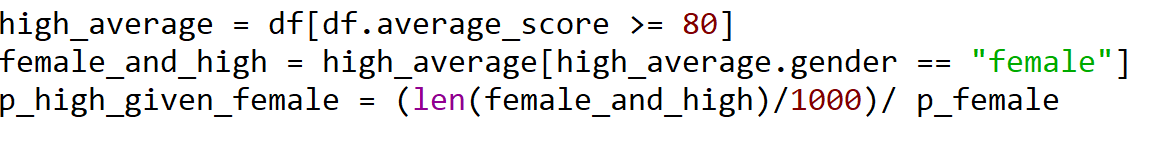 high_average = df[df.average_score >= 80]
female_and_high = high_average[high_average.gender == "female"]
p_high_given_female = (len(female_and_high)/1000)/ p_female